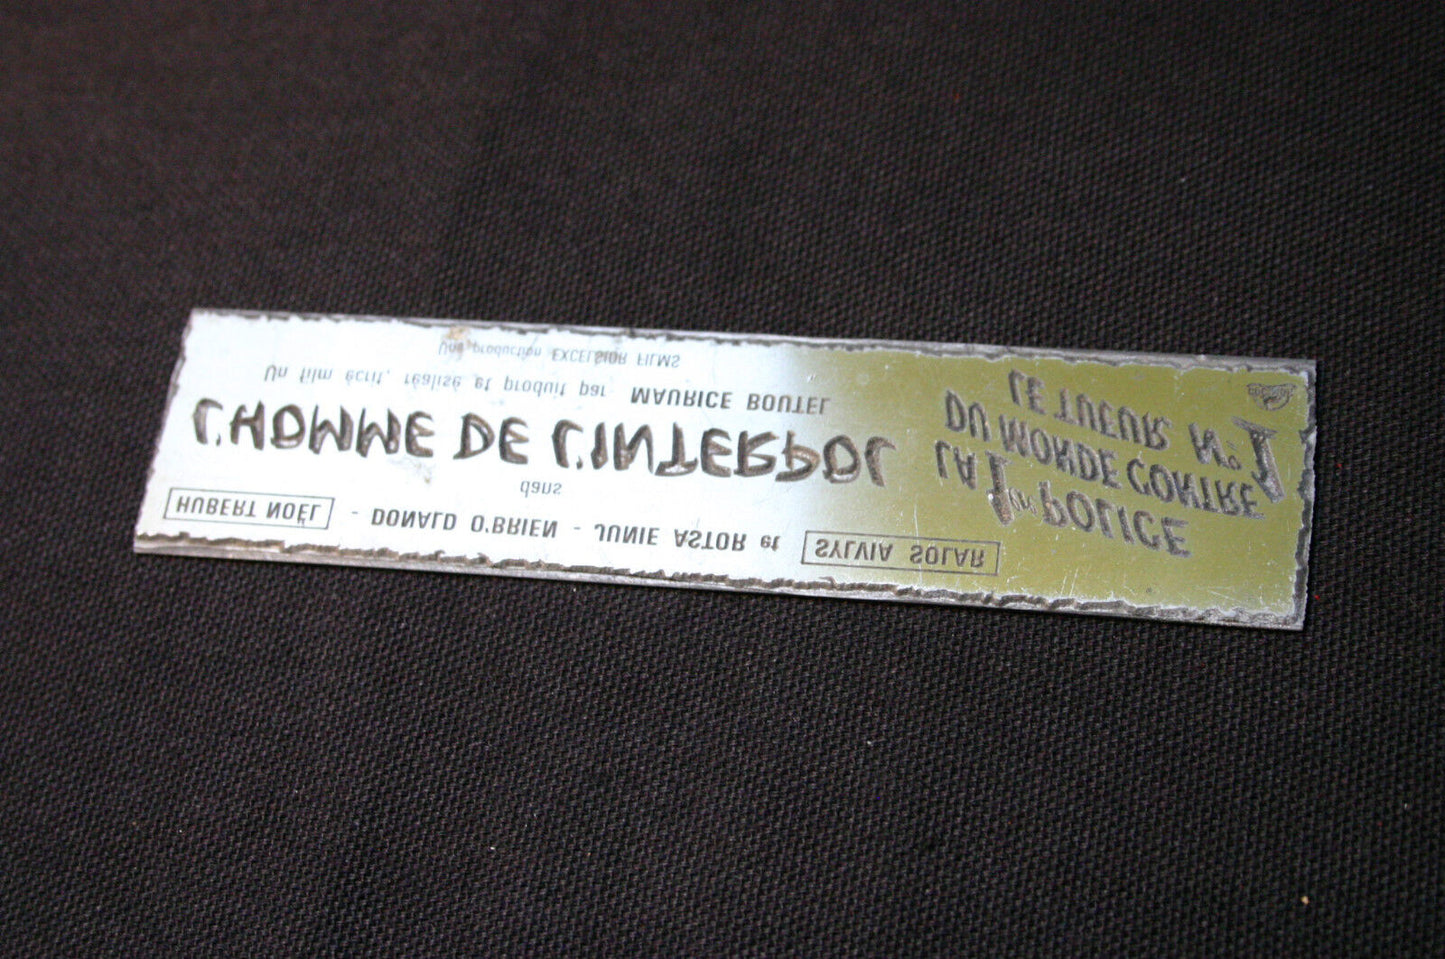 HUBERT NOËL - DONALD O'BRIEN - JUNIE ASTOR et SYLVIA SOLAR
dans
L'HOMME DE L'INTERPOL
Un film écrit, réalisé et produit par MAURICE BOUTEL
Une production EXCELSIOR FILMS
LA 1re POLICE
DU MONDE CONTRE
LE TUEUR N°1